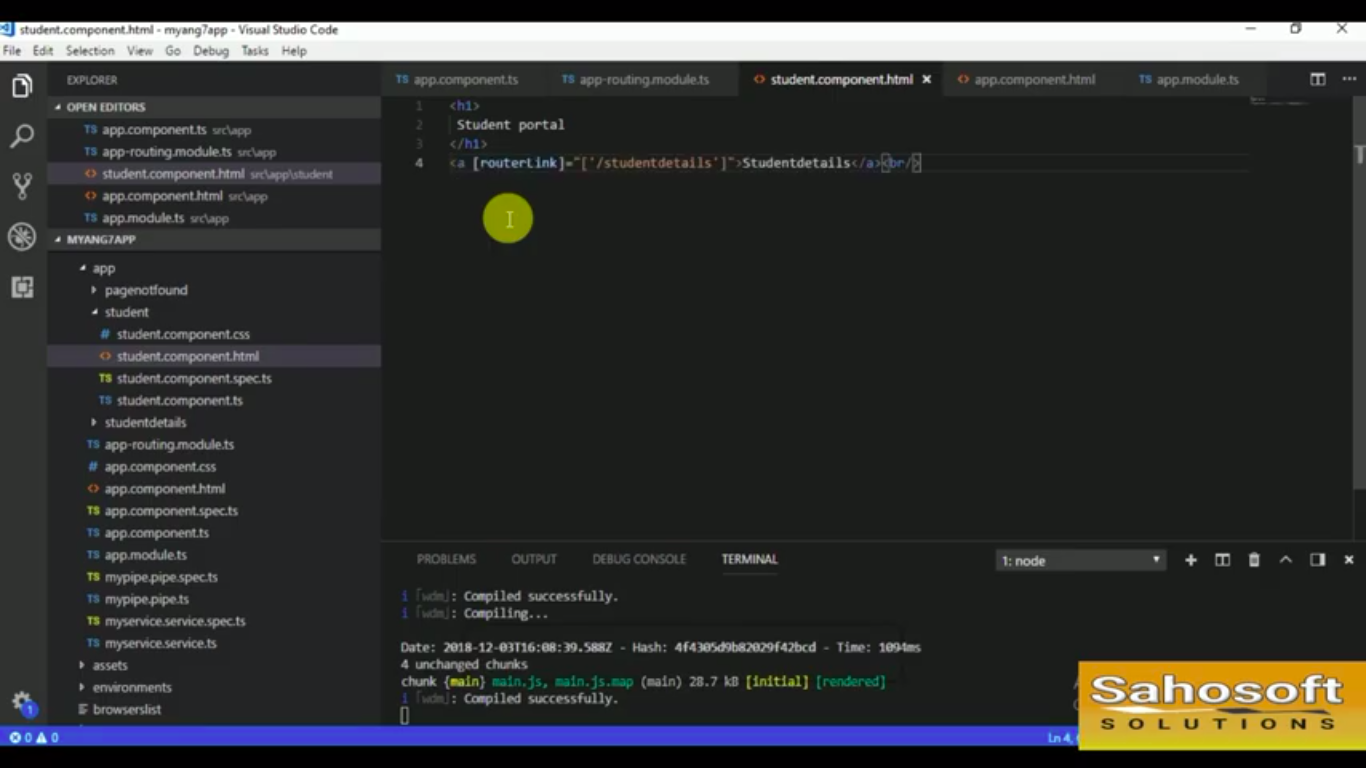 student.component.html - myang7app - Visual Studio Code
File Edit Selection View Go Debug Tasks Help
EXPLORER
OPEN EDITORS
TS app.component.ts src\app
TS app-routing.module.ts src\app
<> student.component.html src\app\student
<> app.component.html src\app
TS app.module.ts src\app
MYANG7APP
app
pagenotfound
student
# student.component.css
<> student.component.html
TS student.component.spec.ts
TS student.component.ts
studentdetails
TS app-routing.module.ts
# app.component.css
<> app.component.html
TS app.component.spec.ts
TS app.component.ts
TS app.module.ts
TS mypipe.pipe.spec.ts
TS mypipe.pipe.ts
TS myservice.service.spec.ts
TS myservice.service.ts
assets
environments
browserslist
TS app.component.ts TS app-routing.module.ts <> student.component.html × <> app.component.html TS app.module.ts
1 <h1>
2 Student portal
3 </h1>
4 <a [routerLink]="['/studentdetails']">Studentdetails</a><br/>
PROBLEMS OUTPUT DEBUG CONSOLE TERMINAL 1: node
i ｢wdm｣: Compiled successfully.
i ｢wdm｣: Compiling...
Date: 2018-12-03T16:08:39.588Z - Hash: 4f4305d9b82029f42bcd - Time: 1094ms
4 unchanged chunks
chunk {main} main.js, main.js.map (main) 28.7 kB [initial] [rendered]
i ｢wdm｣: Compiled successfully.
1
0 0 Ln 4,
Sahosoft
SOLUTIONS